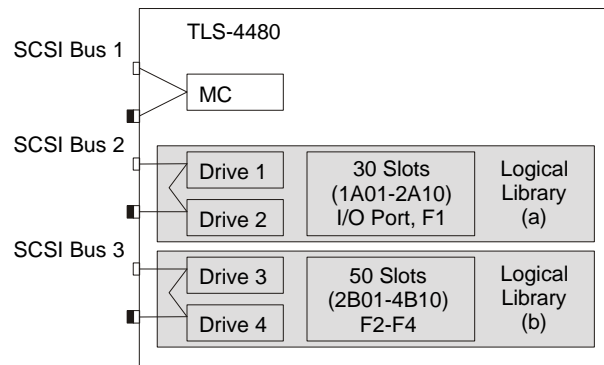 TLS-4480
SCSI Bus 1
MC
SCSI Bus 2
Drive 1
Drive 2
30 Slots
(1A01-2A10)
I/O Port, F1
Logical
Library
(a)
SCSI Bus 3
Drive 3
Drive 4
50 Slots
(2B01-4B10)
F2-F4
Logical
Library
(b)